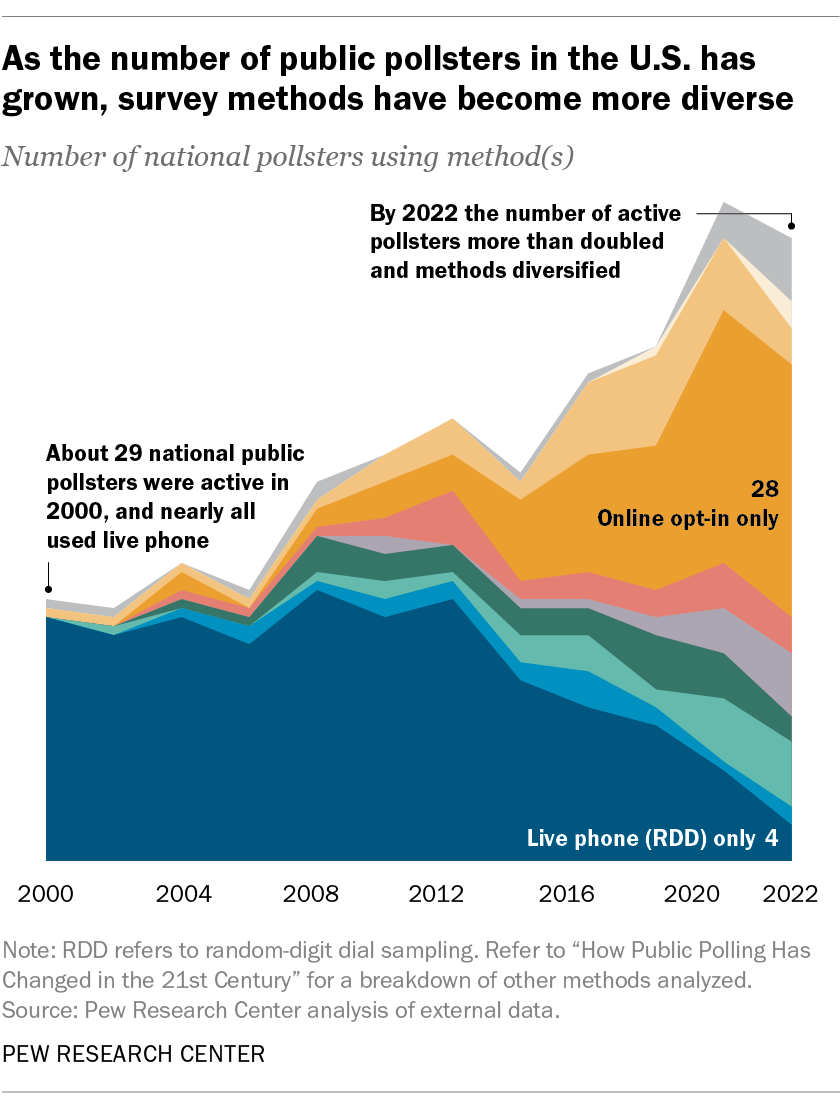 As the number of public pollsters in the U.S. has
grown, survey methods have become more diverse
Number of national pollsters using method(s)
By 2022 the number of active
pollsters more than doubled
and methods diversified
About 29 national public
pollsters were active in
2000, and nearly all
used live phone
28
Online opt-in only
Live phone (RDD) only 4
2000 2004 2008 2012 2016 2020 2022
Note: RDD refers to random-digit dial sampling. Refer to “How Public Polling Has
Changed in the 21st Century” for a breakdown of other methods analyzed.
Source: Pew Research Center analysis of external data.
PEW RESEARCH CENTER